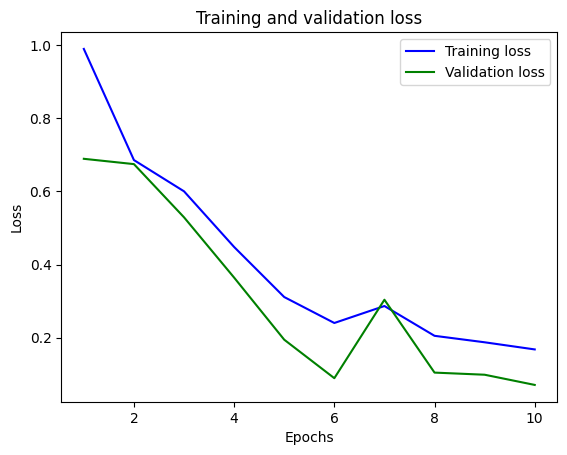 Training and validation loss
Training loss
Validation loss
1.0
0.8
0.6
0.4
0.2
Loss
2 4 6 8 10
Epochs